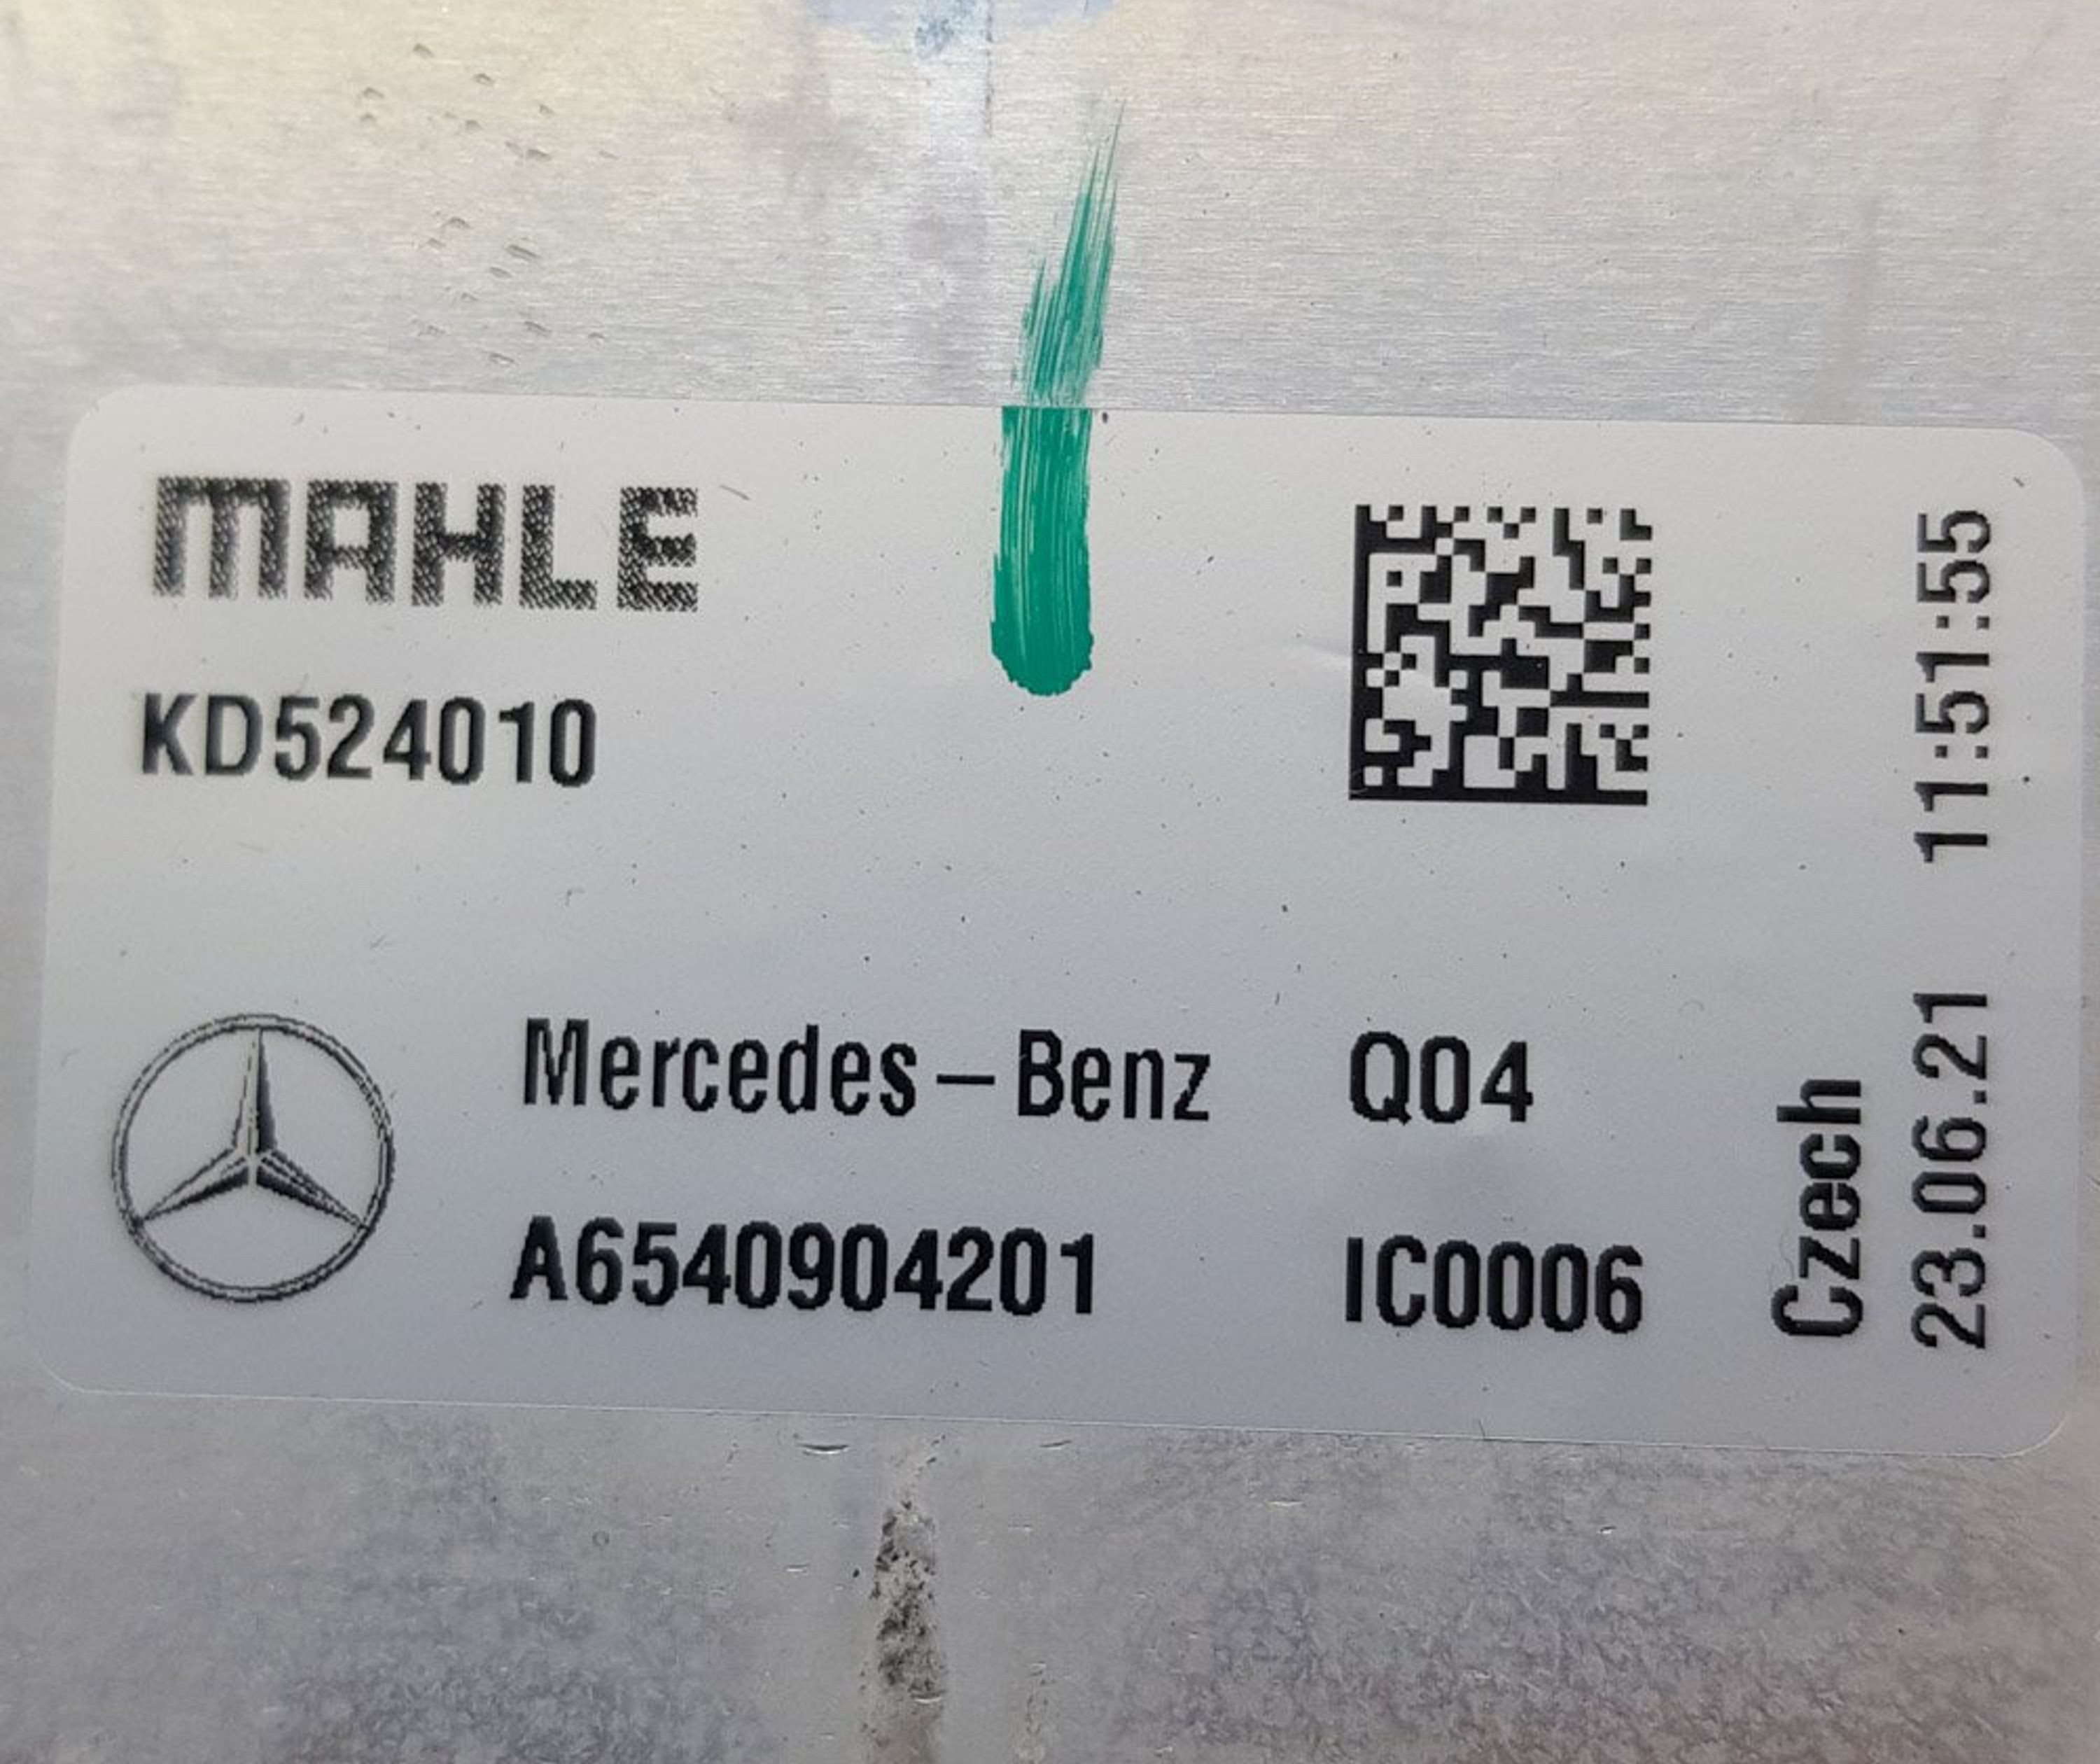 MAHLE
KD524010
Mercedes-Benz Q04
A6540904201 IC0006
Czech
23.06.21 11:51:55